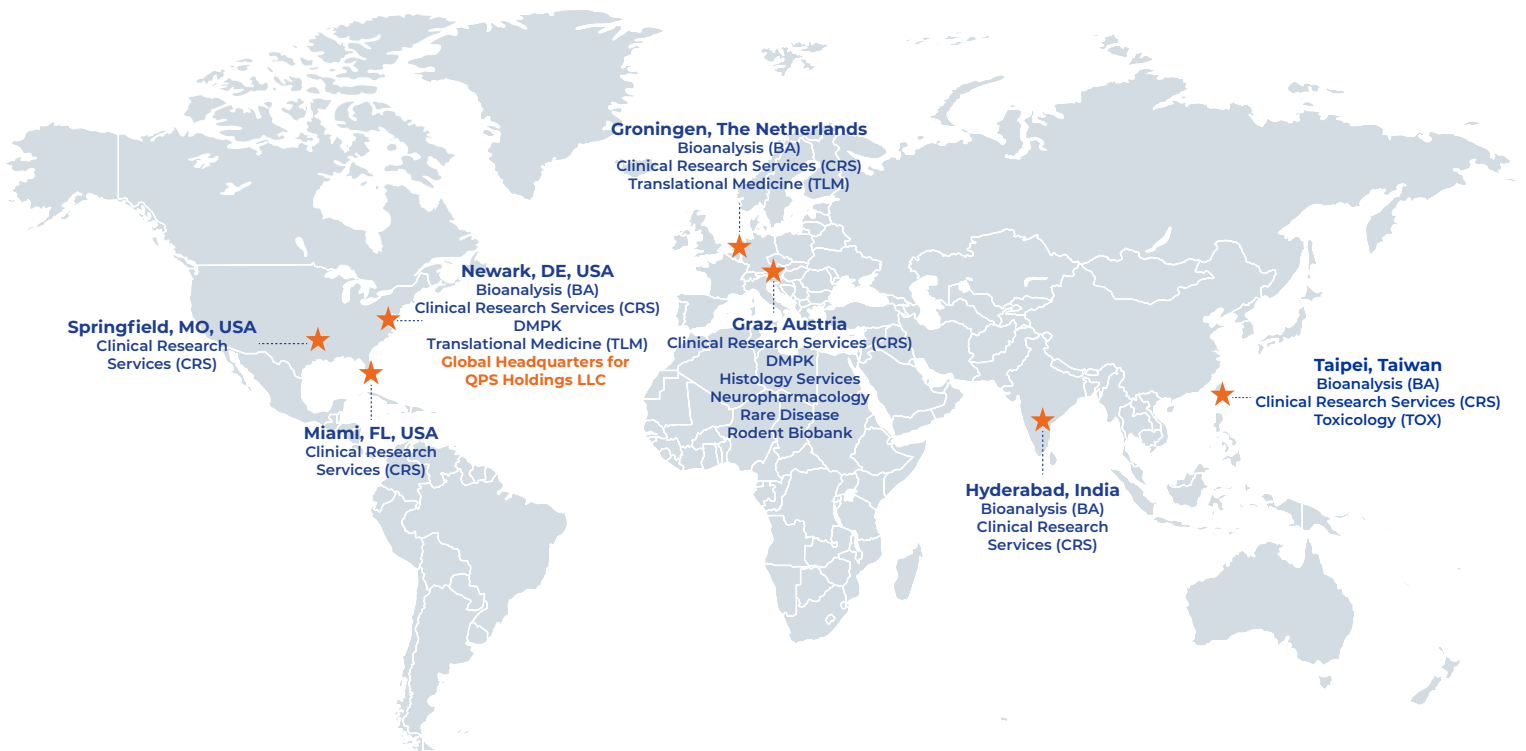 Groningen, The Netherlands
Bioanalysis (BA)
Clinical Research Services (CRS)
Translational Medicine (TLM)
Newark, DE, USA
Bioanalysis (BA)
Clinical Research Services (CRS)
DMPK
Translational Medicine (TLM)
Global Headquarters for
QPS Holdings LLC
Springfield, MO, USA
Clinical Research
Services (CRS)
Miami, FL, USA
Clinical Research
Services (CRS)
Graz, Austria
Clinical Research Services (CRS)
DMPK
Histology Services
Neuropharmacology
Rare Disease
Rodent Biobank
Taipei, Taiwan
Bioanalysis (BA)
Clinical Research Services (CRS)
Toxicology (TOX)
Hyderabad, India
Bioanalysis (BA)
Clinical Research
Services (CRS)